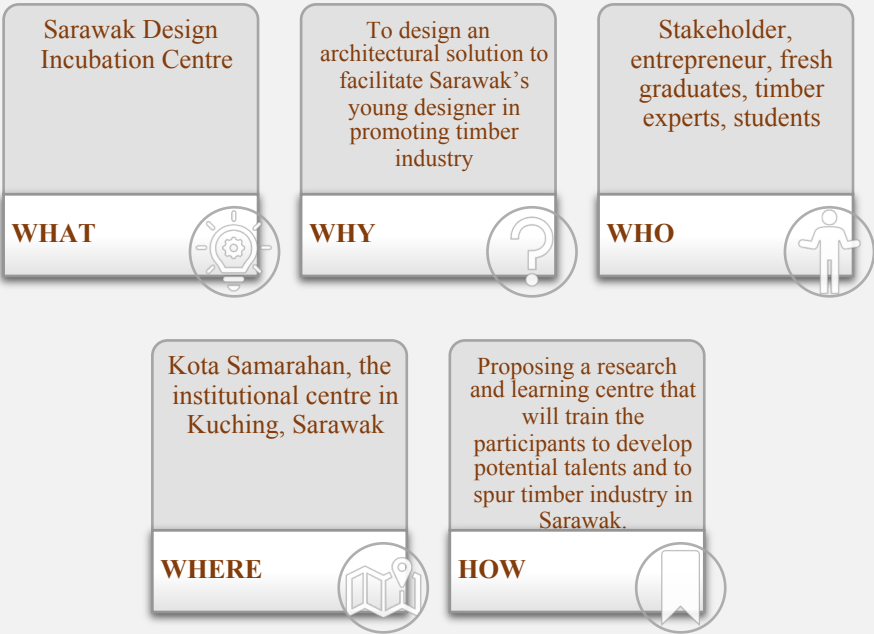 Sarawak Design
Incubation Centre
WHAT
To design an
architectural solution to
facilitate Sarawak’s
young designer in
promoting timber
industry
WHY
Stakeholder,
entrepreneur, fresh
graduates, timber
experts, students
WHO
Kota Samarahan, the
institutional centre in
Kuching, Sarawak
WHERE
Proposing a research
and learning centre that
will train the
participants to develop
potential talents and to
spur timber industry in
Sarawak.
HOW